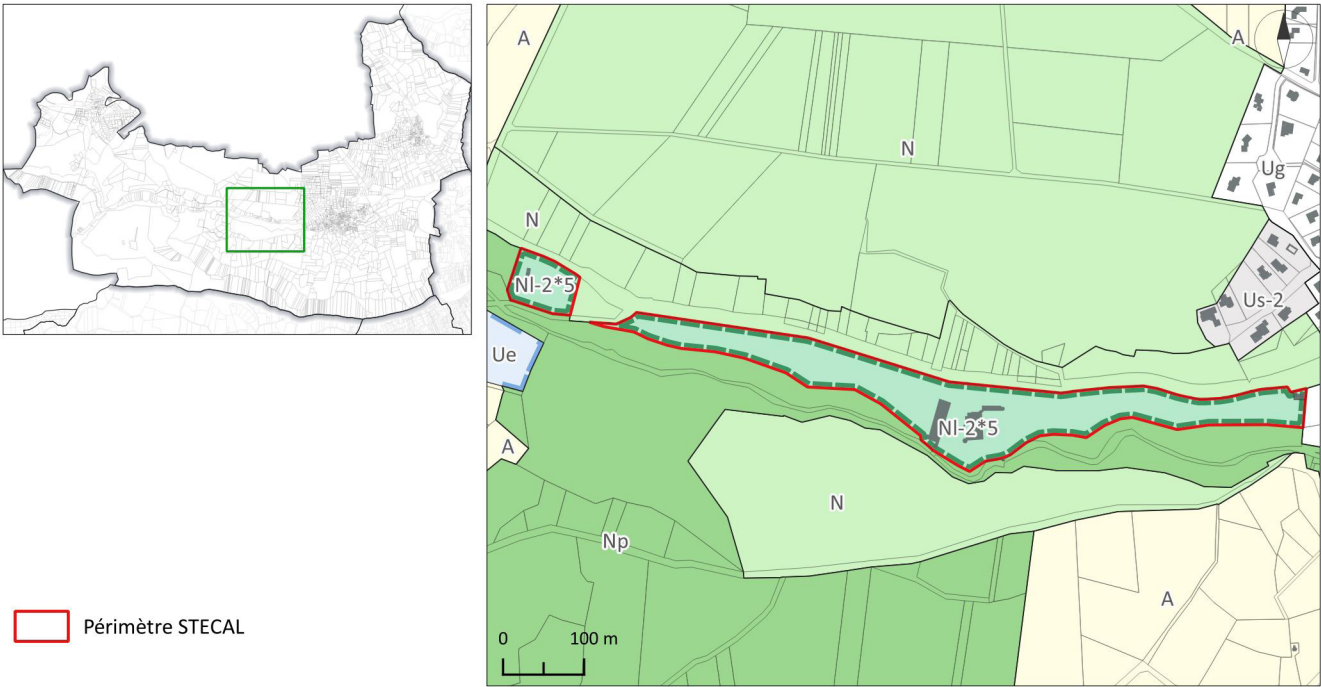 A
A
N
Ug
N
Nl-2*5
Us-2
Ue
Nl-2*5
A
N
Np
A
Périmètre STECAL
0 100 m